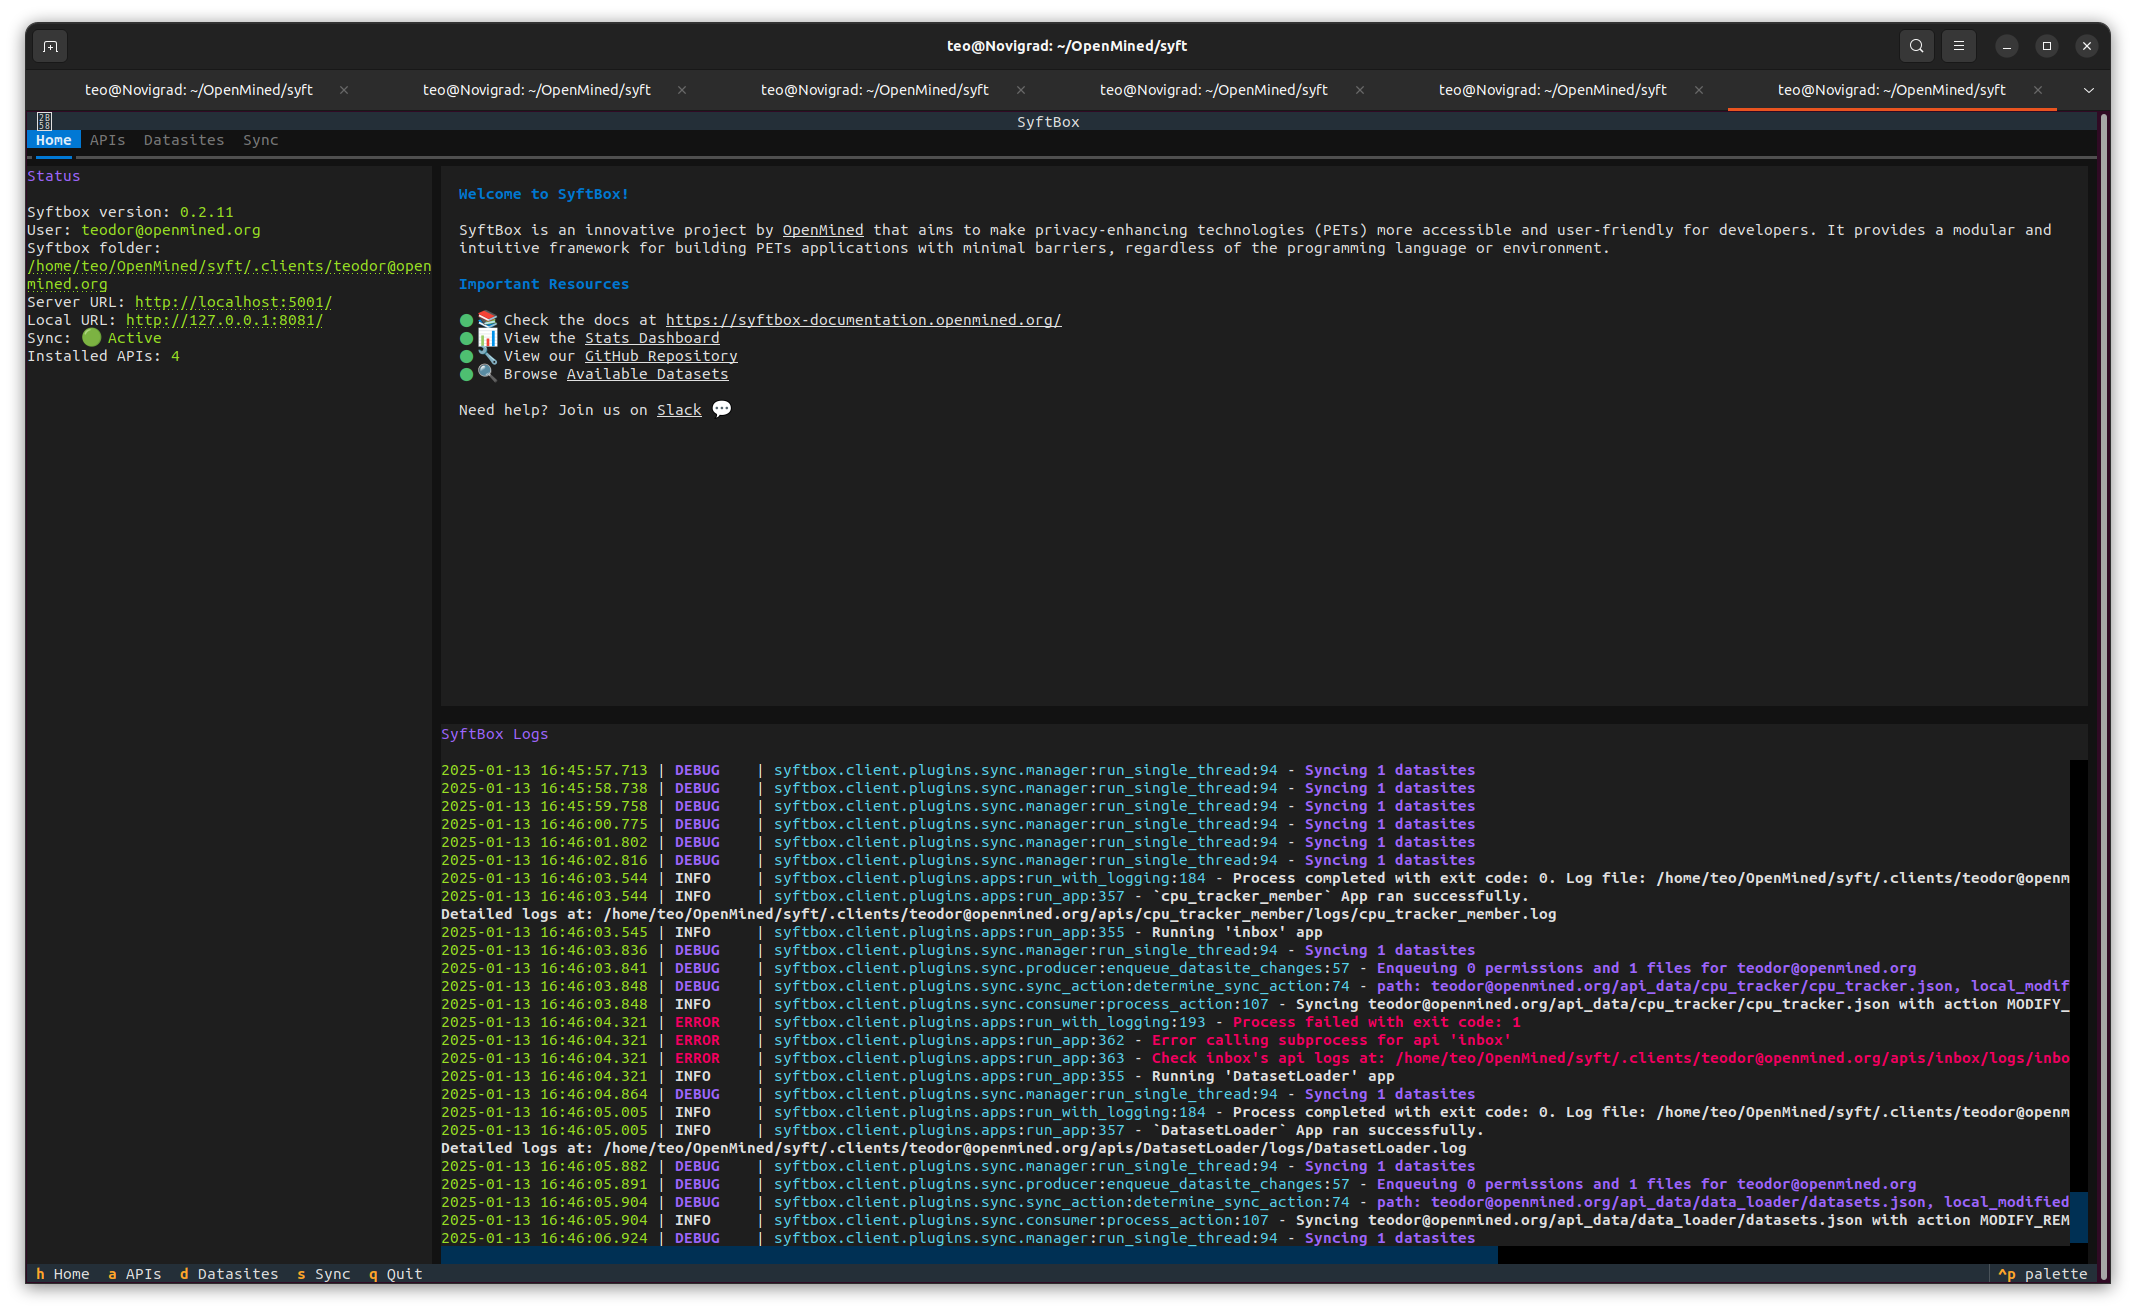 teo@Novigrad: ~/OpenMined/syft
teo@Novigrad: ~/OpenMined/syft teo@Novigrad: ~/OpenMined/syft teo@Novigrad: ~/OpenMined/syft teo@Novigrad: ~/OpenMined/syft teo@Novigrad: ~/OpenMined/syft teo@Novigrad: ~/OpenMined/syft
SyftBox
Home APIs Datasites Sync
Status
Syftbox version: 0.2.11
User: teodor@openmined.org
Syftbox folder:
/home/teo/OpenMined/syft/.clients/teodor@open
mined.org
Server URL: http://localhost:5001/
Local URL: http://127.0.0.1:8081/
Sync: 🟢 Active
Installed APIs: 4
Welcome to SyftBox!
SyftBox is an innovative project by OpenMined that aims to make privacy-enhancing technologies (PETs) more accessible and user-friendly for developers. It provides a modular and
intuitive framework for building PETs applications with minimal barriers, regardless of the programming language or environment.
Important Resources
● 📚 Check the docs at https://syftbox-documentation.openmined.org/
● 📊 View the Stats Dashboard
● 🔧 View our GitHub Repository
● 🔍 Browse Available Datasets
Need help? Join us on Slack 💬
SyftBox Logs
2025-01-13 16:45:57.713 | DEBUG    | syftbox.client.plugins.sync.manager:run_single_thread:94 - Syncing 1 datasites
2025-01-13 16:45:58.738 | DEBUG    | syftbox.client.plugins.sync.manager:run_single_thread:94 - Syncing 1 datasites
2025-01-13 16:45:59.758 | DEBUG    | syftbox.client.plugins.sync.manager:run_single_thread:94 - Syncing 1 datasites
2025-01-13 16:46:00.775 | DEBUG    | syftbox.client.plugins.sync.manager:run_single_thread:94 - Syncing 1 datasites
2025-01-13 16:46:01.802 | DEBUG    | syftbox.client.plugins.sync.manager:run_single_thread:94 - Syncing 1 datasites
2025-01-13 16:46:02.816 | DEBUG    | syftbox.client.plugins.sync.manager:run_single_thread:94 - Syncing 1 datasites
2025-01-13 16:46:03.544 | INFO     | syftbox.client.plugins.apps:run_with_logging:184 - Process completed with exit code: 0. Log file: /home/teo/OpenMined/syft/.clients/teodor@openm
2025-01-13 16:46:03.544 | INFO     | syftbox.client.plugins.apps:run_app:357 - `cpu_tracker_member` App ran successfully.
Detailed logs at: /home/teo/OpenMined/syft/.clients/teodor@openmined.org/apis/cpu_tracker_member/logs/cpu_tracker_member.log
2025-01-13 16:46:03.545 | INFO     | syftbox.client.plugins.apps:run_app:355 - Running 'inbox' app
2025-01-13 16:46:03.836 | DEBUG    | syftbox.client.plugins.sync.manager:run_single_thread:94 - Syncing 1 datasites
2025-01-13 16:46:03.841 | DEBUG    | syftbox.client.plugins.sync.producer:enqueue_datasite_changes:57 - Enqueuing 0 permissions and 1 files for teodor@openmined.org
2025-01-13 16:46:03.848 | DEBUG    | syftbox.client.plugins.sync.sync_action:determine_sync_action:74 - path: teodor@openmined.org/api_data/cpu_tracker/cpu_tracker.json, local_modif
2025-01-13 16:46:03.848 | INFO     | syftbox.client.plugins.sync.consumer:process_action:107 - Syncing teodor@openmined.org/api_data/cpu_tracker/cpu_tracker.json with action MODIFY_
2025-01-13 16:46:04.321 | ERROR    | syftbox.client.plugins.apps:run_with_logging:193 - Process failed with exit code: 1
2025-01-13 16:46:04.321 | ERROR    | syftbox.client.plugins.apps:run_app:362 - Error calling subprocess for api 'inbox'
2025-01-13 16:46:04.321 | ERROR    | syftbox.client.plugins.apps:run_app:363 - Check inbox's api logs at: /home/teo/OpenMined/syft/.clients/teodor@openmined.org/apis/inbox/logs/inbo
2025-01-13 16:46:04.321 | INFO     | syftbox.client.plugins.apps:run_app:355 - Running 'DatasetLoader' app
2025-01-13 16:46:04.864 | DEBUG    | syftbox.client.plugins.sync.manager:run_single_thread:94 - Syncing 1 datasites
2025-01-13 16:46:05.005 | INFO     | syftbox.client.plugins.apps:run_with_logging:184 - Process completed with exit code: 0. Log file: /home/teo/OpenMined/syft/.clients/teodor@openm
2025-01-13 16:46:05.005 | INFO     | syftbox.client.plugins.apps:run_app:357 - `DatasetLoader` App ran successfully.
Detailed logs at: /home/teo/OpenMined/syft/.clients/teodor@openmined.org/apis/DatasetLoader/logs/DatasetLoader.log
2025-01-13 16:46:05.882 | DEBUG    | syftbox.client.plugins.sync.manager:run_single_thread:94 - Syncing 1 datasites
2025-01-13 16:46:05.891 | DEBUG    | syftbox.client.plugins.sync.producer:enqueue_datasite_changes:57 - Enqueuing 0 permissions and 1 files for teodor@openmined.org
2025-01-13 16:46:05.904 | DEBUG    | syftbox.client.plugins.sync.sync_action:determine_sync_action:74 - path: teodor@openmined.org/api_data/data_loader/datasets.json, local_modified
2025-01-13 16:46:05.904 | INFO     | syftbox.client.plugins.sync.consumer:process_action:107 - Syncing teodor@openmined.org/api_data/data_loader/datasets.json with action MODIFY_REM
2025-01-13 16:46:06.924 | DEBUG    | syftbox.client.plugins.sync.manager:run_single_thread:94 - Syncing 1 datasites
h Home a APIs d Datasites s Sync q Quit ^p palette